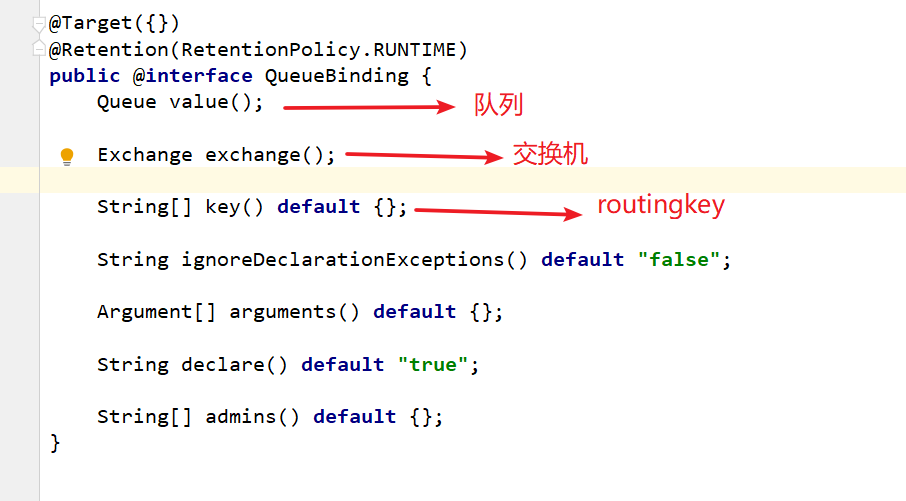 @Target({})
@Retention(RetentionPolicy.RUNTIME)
public @interface QueueBinding {
Queue value(); 队列
Exchange exchange(); 交换机
String[] key() default {}; routingkey
String ignoreDeclarationExceptions() default "false";
Argument[] arguments() default {};
String declare() default "true";
String[] admins() default {};
}